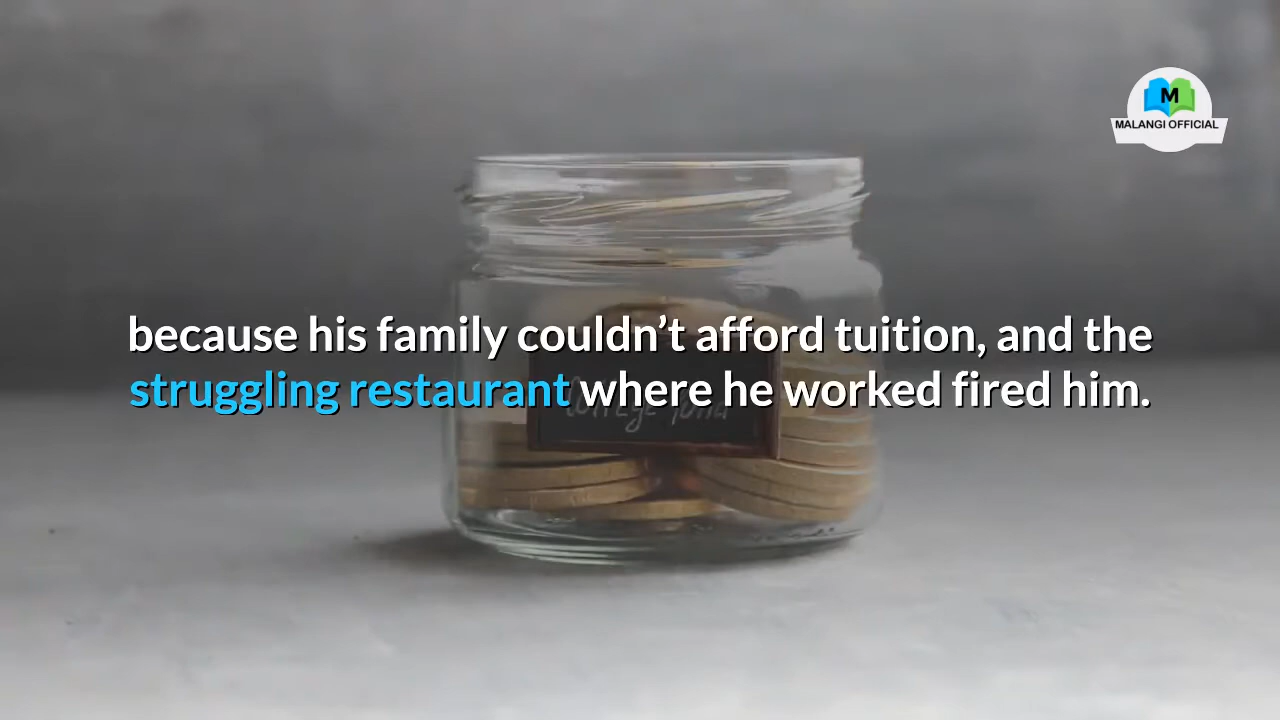 M
MALANGI OFFICIAL
because his family couldn’t afford tuition, and the
struggling restaurant where he worked fired him.